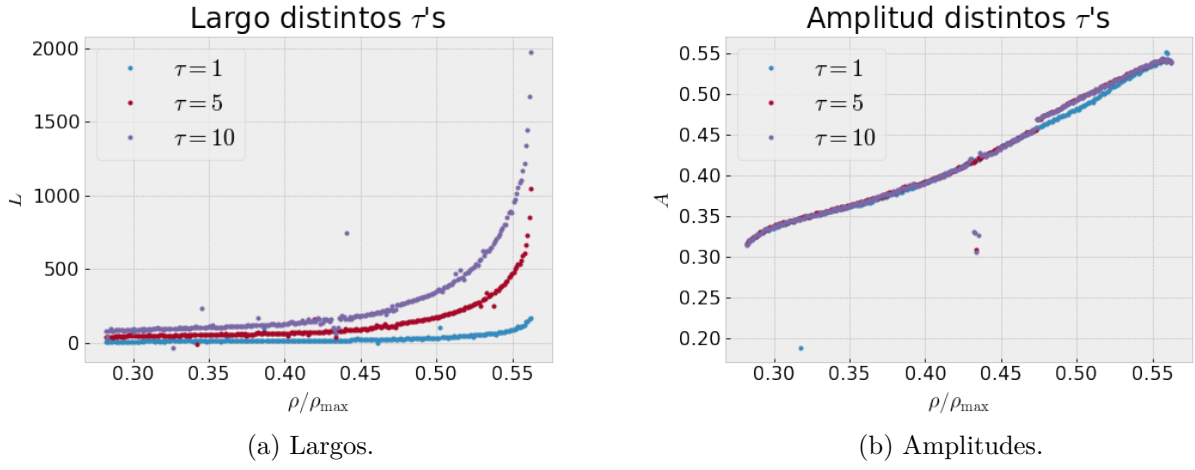 Largo distintos τ's
2000
1500
1000
500
0
L
τ = 1
τ = 5
τ = 10
0.30 0.35 0.40 0.45 0.50 0.55
ρ/ρmax
(a) Largos.
Amplitud distintos τ's
0.55
0.50
0.45
0.40
0.35
0.30
0.25
0.20
A
τ = 1
τ = 5
τ = 10
0.30 0.35 0.40 0.45 0.50 0.55
ρ/ρmax
(b) Amplitudes.